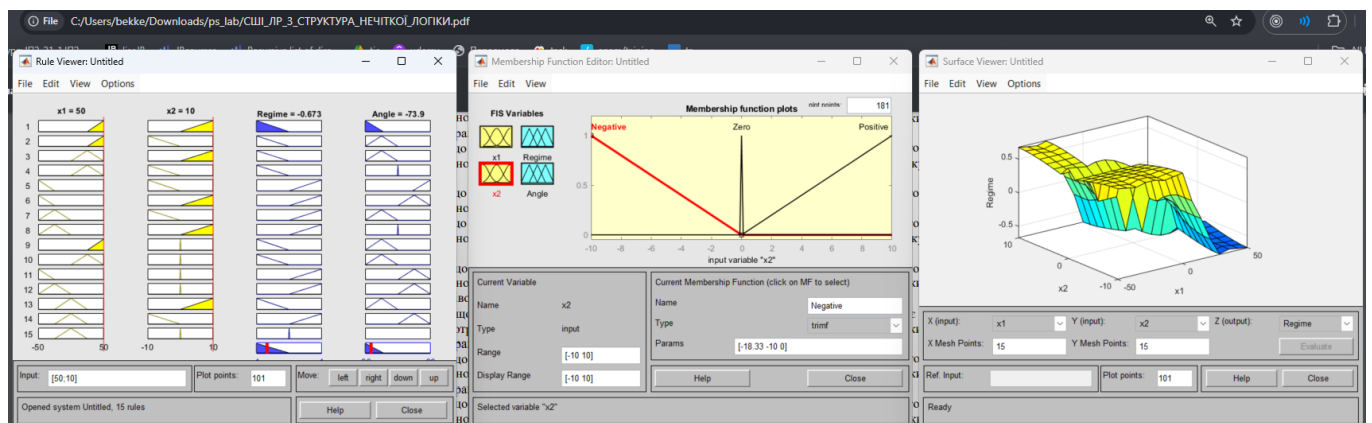 File C:/Users/bekke/Downloads/ps_lab/СШІ_ЛР_3_СТРУКТУРА_НЕЧІТКОЇ_ЛОГІКИ.pdf
Rule Viewer: Untitled
File Edit View Options
x1 = 50 x2 = 10 Regime = -0.673 Angle = -73.9
1
2
3
4
5
6
7
8
9
10
11
12
13
14
15
-50 50 -10 10
Input: [50;10] Plot points: 101 Move: left right down up
Opened system Untitled, 15 rules Help Close
Membership Function Editor: Untitled
File Edit View
FIS Variables Membership function plots 181
x1 Regime
x2 Angle
Negative Zero Positive
1
0.5
0
-10 -8 -6 -4 -2 0 2 4 6 8 10
input variable "x2"
Current Variable
Name x2
Type input
Range [-10 10]
Display Range [-10 10]
Current Membership Function (click on MF to select)
Name Negative
Type trimf
Params [-18.33 -10 0]
Help Close
Selected variable "x2"
Surface Viewer: Untitled
File Edit View Options
Regime
0.5
0
-0.5
10 0 -10
x2
-50 0 50
x1
X (input): x1 Y (input): x2 Z (output): Regime
X Mesh Points: 15 Y Mesh Points: 15 Evaluate
Ref. Input: Plot points: 101 Help Close
Ready